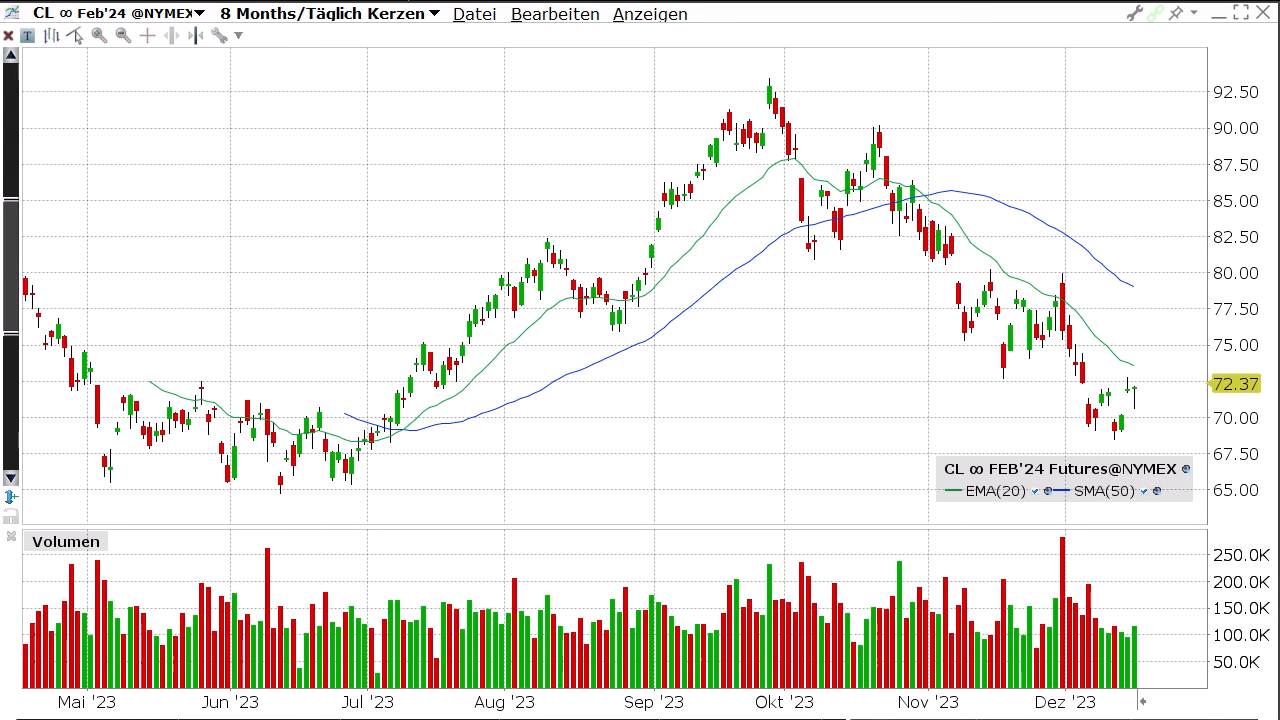 CL ∞ Feb'24 @NYMEX 8 Months/Täglich Kerzen Datei Bearbeiten Anzeigen
T
92.50
90.00
87.50
85.00
82.50
80.00
77.50
75.00
72.37
70.00
67.50
65.00
CL ∞ FEB'24 Futures@NYMEX
EMA(20) SMA(50)
Volumen
250.0K
200.0K
150.0K
100.0K
50.0K
Mai '23 Jun '23 Jul '23 Aug '23 Sep '23 Okt '23 Nov '23 Dez '23